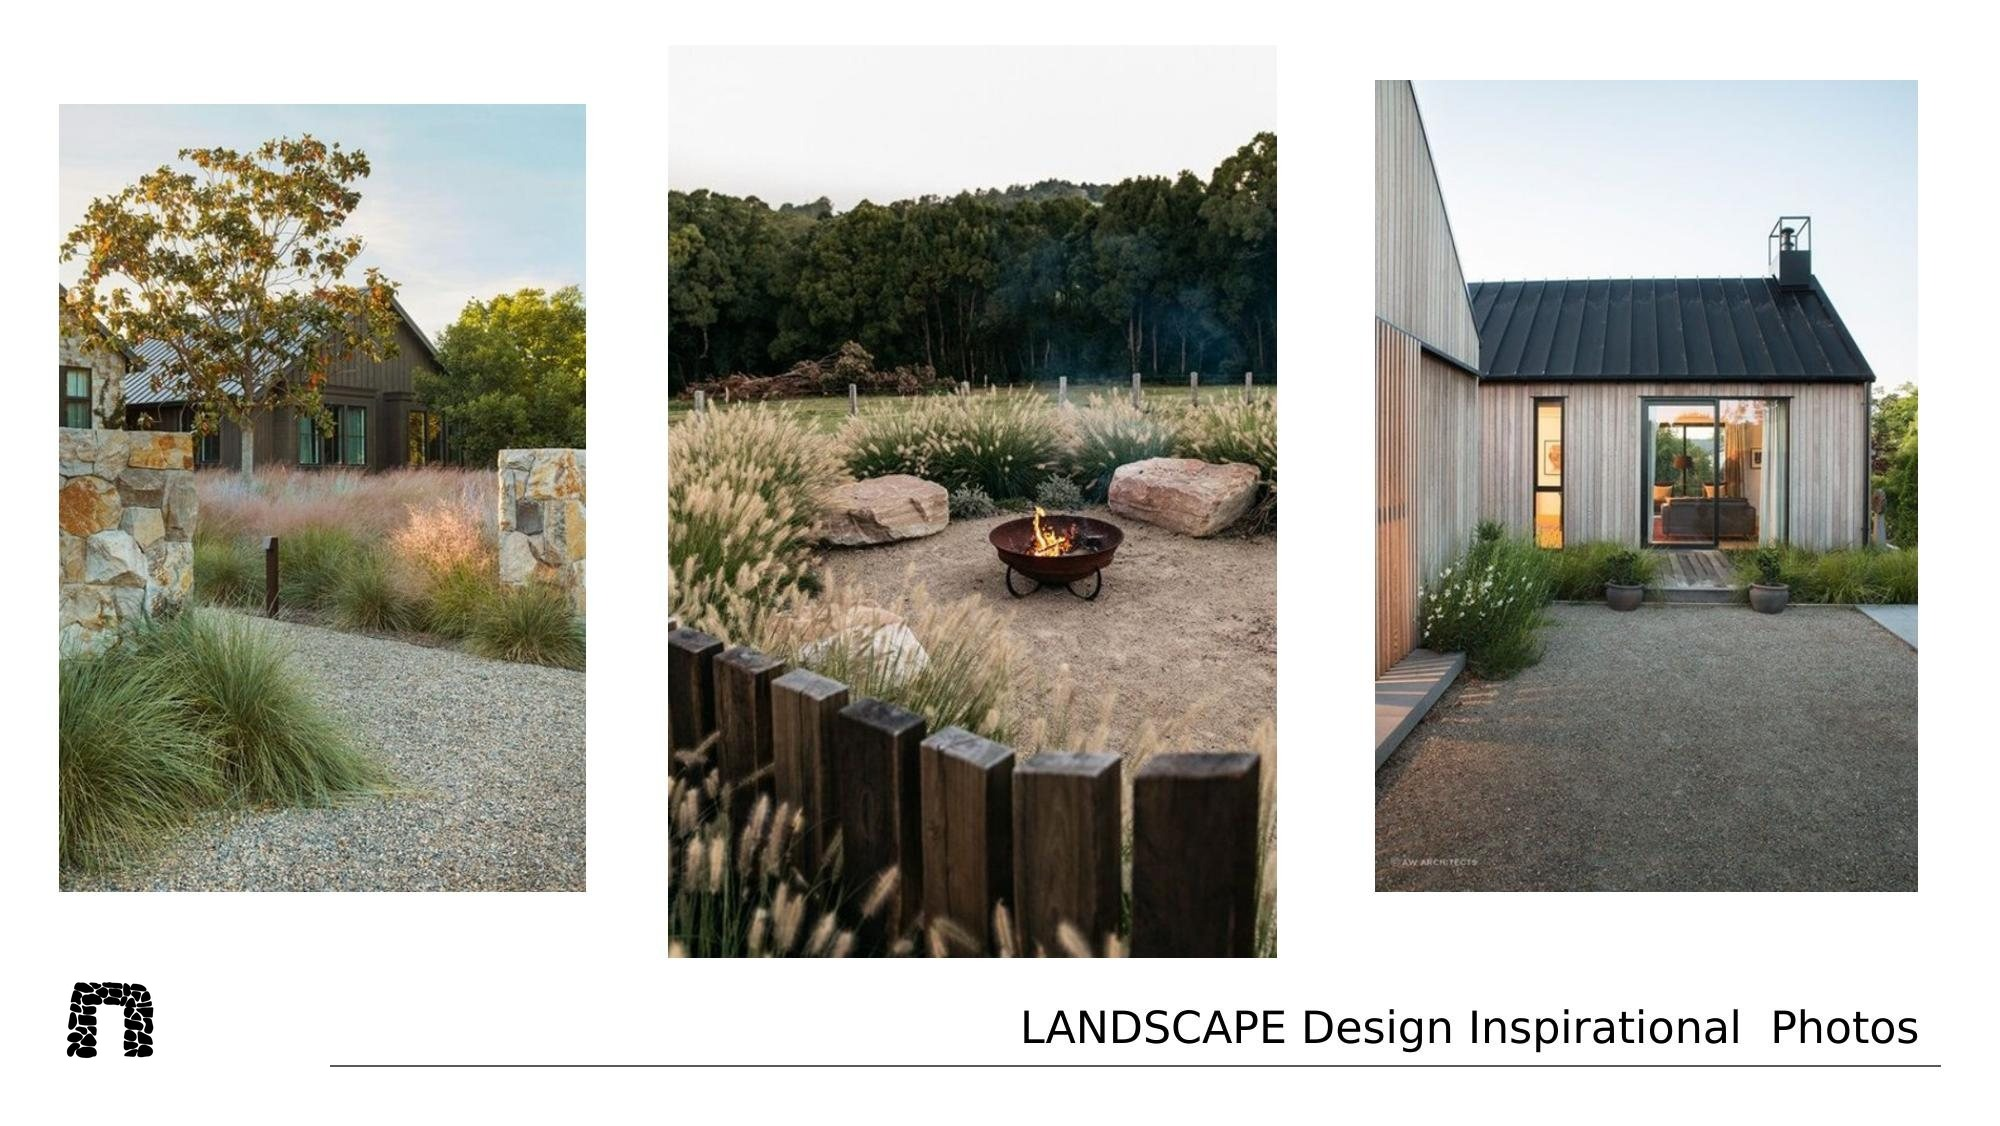 © AW ARCHITECTS
LANDSCAPE Design Inspirational  Photos